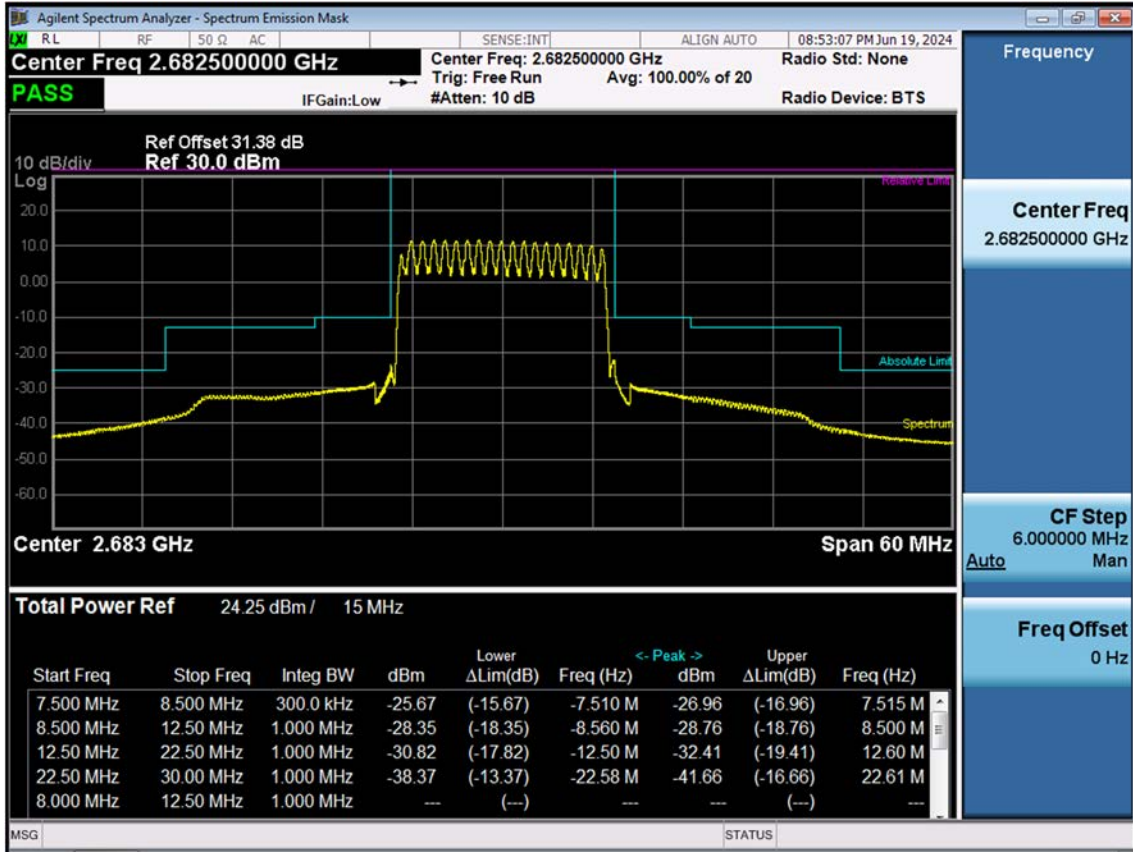 Agilent Spectrum Analyzer - Spectrum Emission Mask
LXI RL RF 50 Ω AC SENSE:INT ALIGN AUTO 08:53:07 PM Jun 19, 2024
Center Freq 2.682500000 GHz
Center Freq: 2.682500000 GHz
Radio Std: None
Trig: Free Run Avg: 100.00% of 20
PASS
IFGain:Low
#Atten: 10 dB
Radio Device: BTS
Ref Offset 31.38 dB
10 dB/div Ref 30.0 dBm
Log
Relative Limit
20.0
10.0
0.00
-10.0
-20.0
Absolute Limit
-30.0
-40.0
Spectrum
-50.0
-60.0
Center 2.683 GHz Span 60 MHz
Total Power Ref 24.25 dBm / 15 MHz
Lower <- Peak -> Upper
Start Freq Stop Freq Integ BW dBm ΔLim(dB) Freq (Hz) dBm ΔLim(dB) Freq (Hz)
7.500 MHz 8.500 MHz 300.0 kHz -25.67 (-15.67) -7.510 M -26.96 (-16.96) 7.515 M
8.500 MHz 12.50 MHz 1.000 MHz -28.35 (-18.35) -8.560 M -28.76 (-18.76) 8.500 M
12.50 MHz 22.50 MHz 1.000 MHz -30.82 (-17.82) -12.50 M -32.41 (-19.41) 12.60 M
22.50 MHz 30.00 MHz 1.000 MHz -38.37 (-13.37) -22.58 M -41.66 (-16.66) 22.61 M
8.000 MHz 12.50 MHz 1.000 MHz --- (---) --- --- (---) ---
MSG STATUS
Frequency
Center Freq
2.682500000 GHz
CF Step
6.000000 MHz
Auto Man
Freq Offset
0 Hz